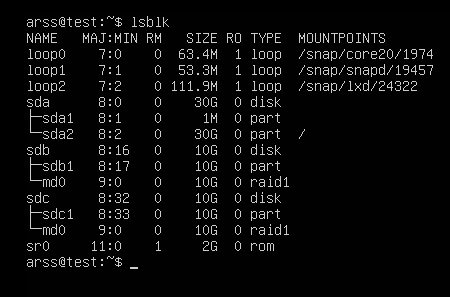 arss@test:~$ lsblk
NAME   MAJ:MIN RM   SIZE RO TYPE  MOUNTPOINTS
loop0    7:0    0  63.4M  1 loop  /snap/core20/1974
loop1    7:1    0  53.3M  1 loop  /snap/snapd/19457
loop2    7:2    0 111.9M  1 loop  /snap/lxd/24322
sda      8:0    0    30G  0 disk
├─sda1   8:1    0     1M  0 part
└─sda2   8:2    0    30G  0 part  /
sdb      8:16   0    10G  0 disk
├─sdb1   8:17   0    10G  0 part
└─md0    9:0    0    10G  0 raid1
sdc      8:32   0    10G  0 disk
├─sdc1   8:33   0    10G  0 part
└─md0    9:0    0    10G  0 raid1
sr0     11:0    1     2G  0 rom
arss@test:~$ _